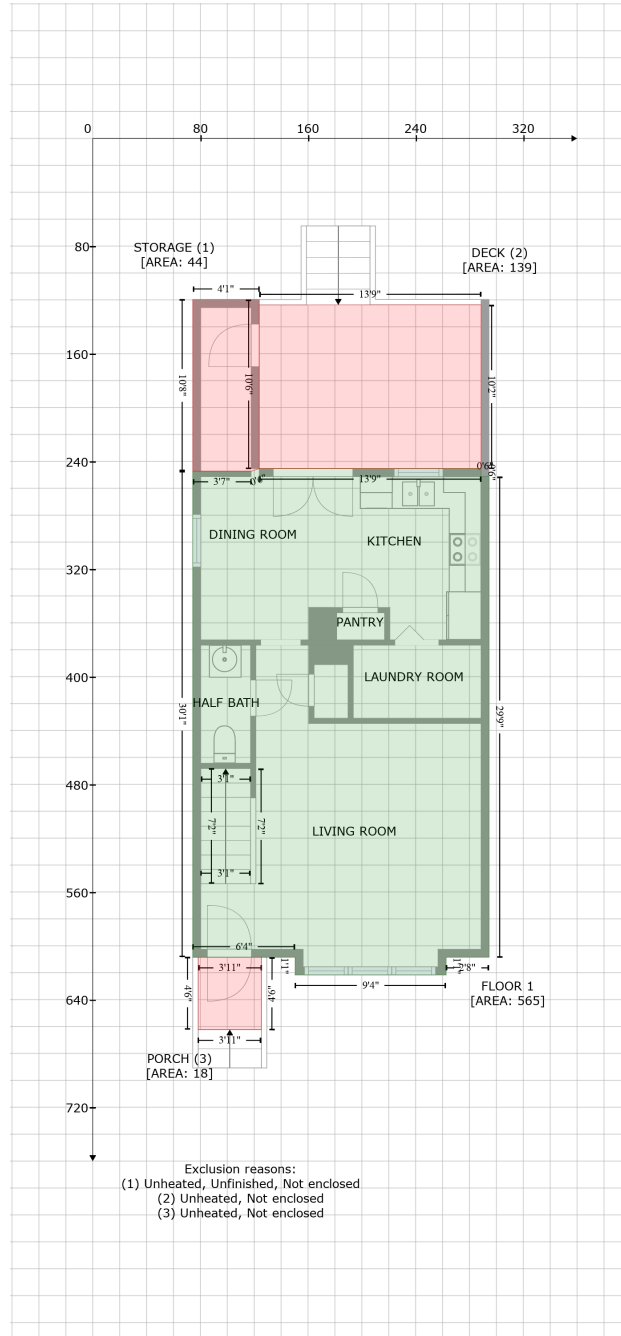 0
80
160
240
320
80
STORAGE (1)
[AREA: 44]
DECK (2)
[AREA: 139]
4'1"
13'9"
160
10'8"
10'6"
10'2"
240
3'7"
13'9"
DINING ROOM
KITCHEN
320
PANTRY
400
LAUNDRY ROOM
HALF BATH
30'1"
29'9"
480
3'1"
7'2"
7'2"
LIVING ROOM
3'1"
560
6'4"
3'11"
1'1"
2'8"
4'6"
9'4"
FLOOR 1
[AREA: 565]
640
3'11"
PORCH (3)
[AREA: 18]
720
Exclusion reasons:
(1) Unheated, Unfinished, Not enclosed
(2) Unheated, Not enclosed
(3) Unheated, Not enclosed